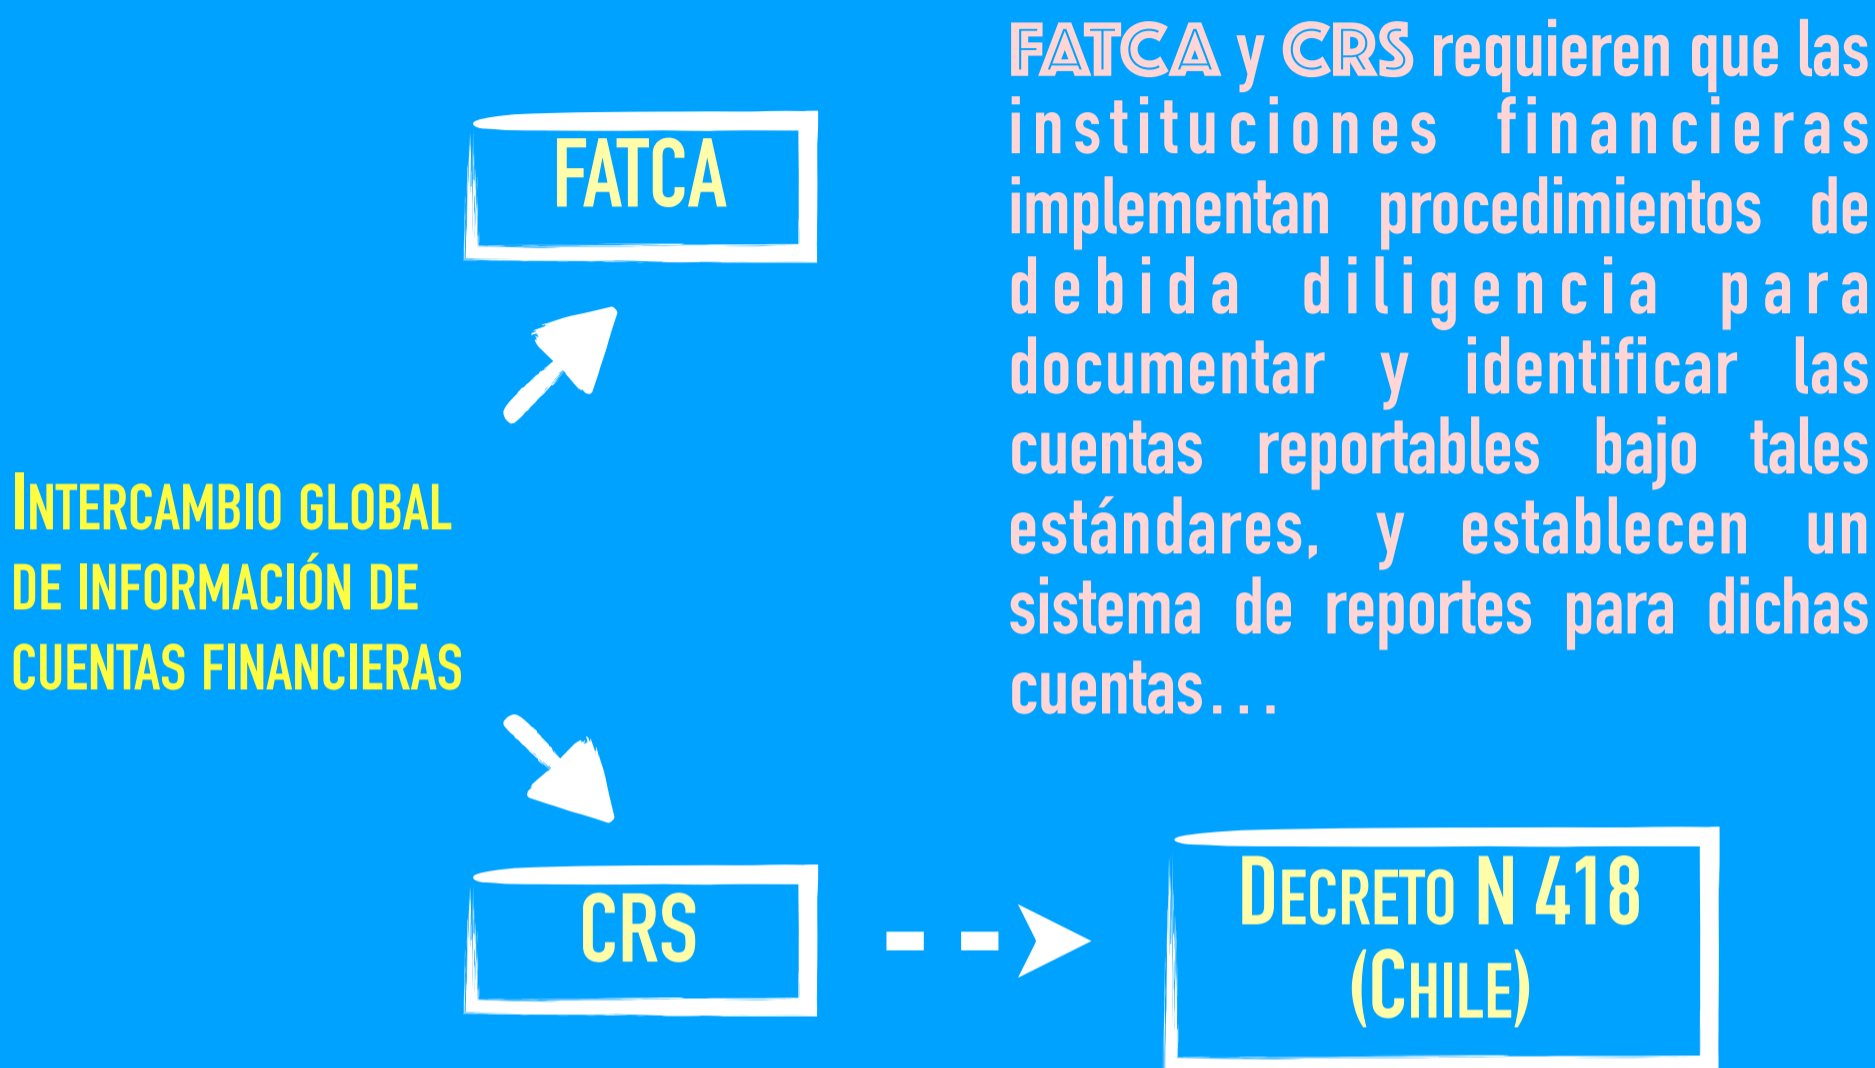 FATCA y CRS requieren que las
instituciones financieras
implementan procedimientos de
debida diligencia para
documentar y identificar las
cuentas reportables bajo tales
estándares, y establecen un
sistema de reportes para dichas
cuentas...
FATCA
INTERCAMBIO GLOBAL
DE INFORMACIÓN DE
CUENTAS FINANCIERAS
CRS
DECRETO N 418
(CHILE)